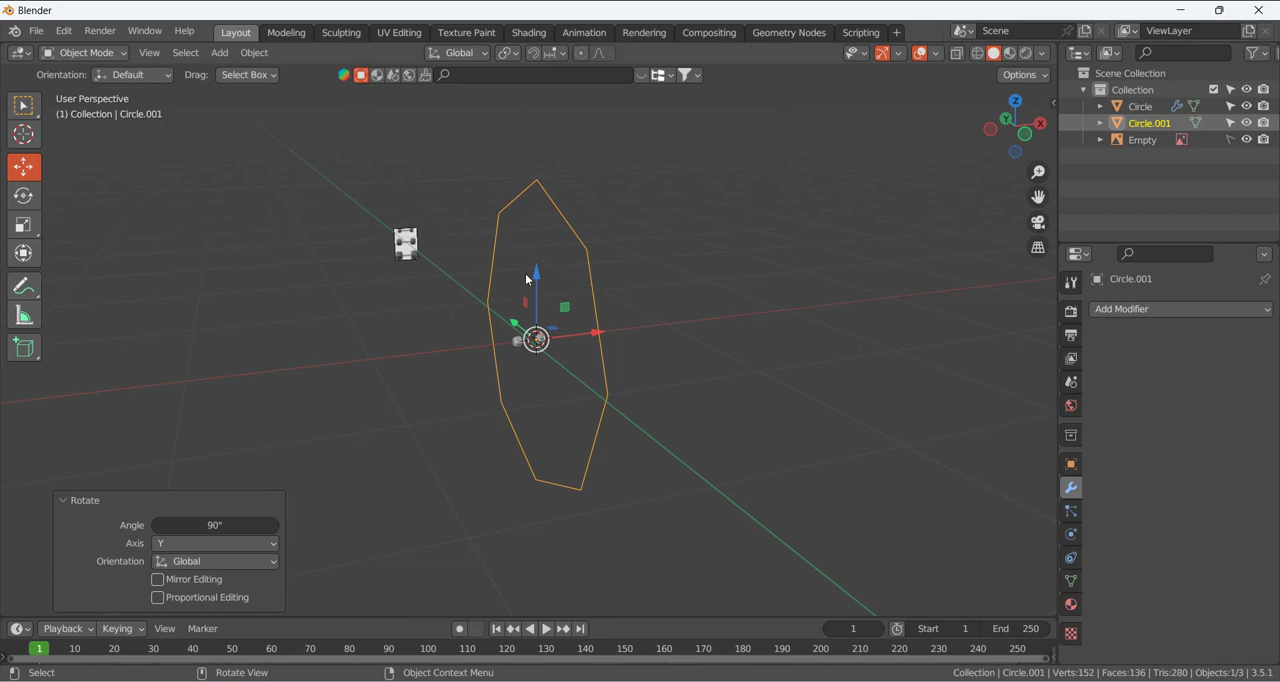 Blender
File Edit Render Window Help Layout Modeling Sculpting UV Editing Texture Paint Shading Animation Rendering Compositing Geometry Nodes Scripting + Scene ViewLayer
Object Mode View Select Add Object Global
Orientation: Default Drag: Select Box Options
User Perspective
(1) Collection | Circle.001
Z
Y
X
Scene Collection
Collection
Circle
Circle.001
Empty
Circle.001
Add Modifier
Rotate
Angle 90°
Axis Y
Orientation Global
Mirror Editing
Proportional Editing
Playback Keying View Marker 1 Start 1 End 250
1 10 20 30 40 50 60 70 80 90 100 110 120 130 140 150 160 170 180 190 200 210 220 230 240 250
Select Rotate View Object Context Menu Collection | Circle.001 | Verts:152 | Faces:136 | Tris:280 | Objects:1/3 | 3.5.1